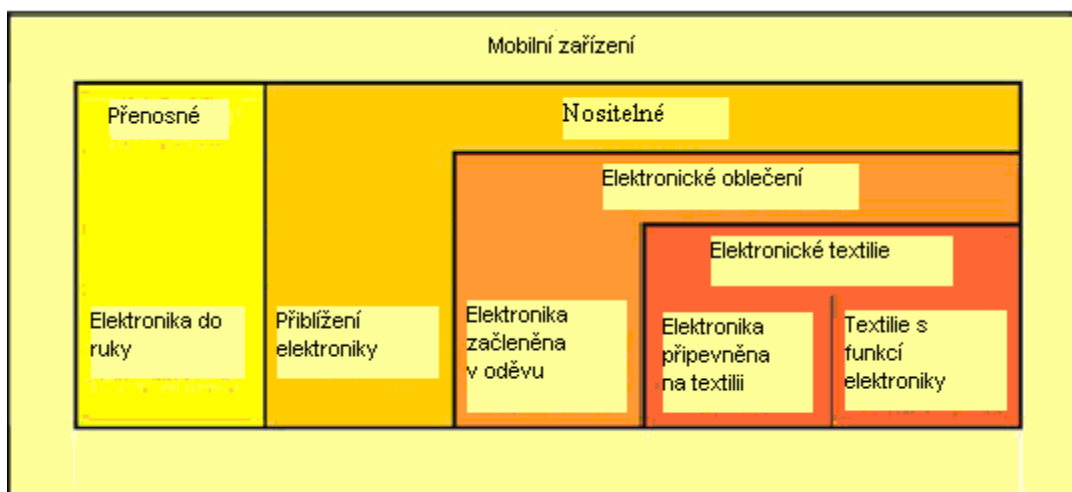 Mobilní zařízení
Přenosné
Nositelné
Elektronické oblečení
Elektronické textilie
Elektronika do
ruky
Přiblížení
elektroniky
Elektronika
začleněna
v oděvu
Elektronika
připevněna
na textilii
Textilie s
funkcí
elektroniky